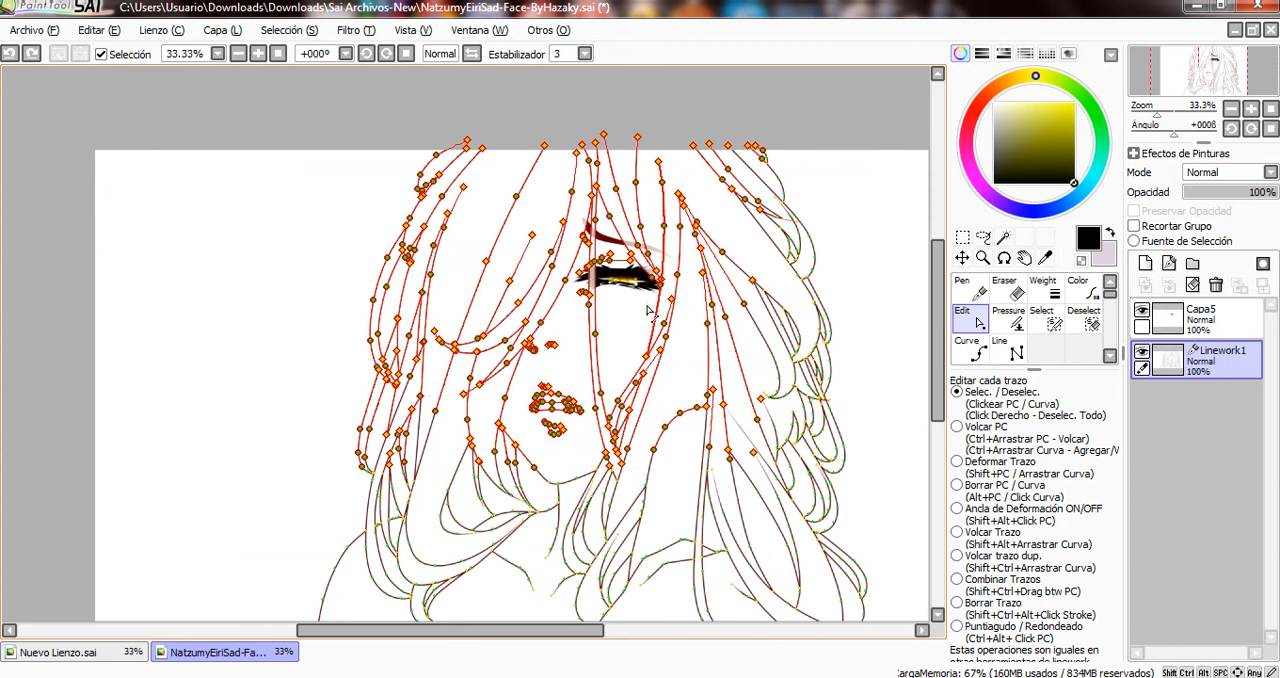 PaintTool SAI C:\Users\Usuario\Downloads\Downloads\Sai Archivos-New\NatzumyEiriSad-Face-ByHazaky.sai (*)
Archivo (F) Editar (E) Lienzo (C) Capa (L) Selección (S) Filtro (T) Vista (V) Ventana (W) Otros (O)
Selección 33.33% +000º Normal Estabilizador 3
Zoom 33.3%
Ángulo +000ß
Efectos de Pinturas
Mode Normal
Opacidad 100%
Preservar Opacidad
Recortar Grupo
Fuente de Selección
Pen Eraser Weight Color
Edit Pressure Select Deselect
Curve Line
Capa5
Normal
100%
Linework1
Normal
100%
Editar cada trazo
Selec. / Deselec.
(Clickear PC / Curva)
(Click Derecho - Deselec. Todo)
Volcar PC
(Ctrl+Arrastrar PC - Volcar)
(Ctrl+Arrastrar Curva - Agregar/V
Deformar Trazo
(Shift+PC / Arrastrar Curva)
Borrar PC / Curva
(Alt+PC / Click Curva)
Ancla de Deformación ON/OFF
(Shift+Alt+Click PC)
Volcar Trazo
(Shift+Alt+Arrastrar Curva)
Volcar trazo dup.
(Shift+Ctrl+Arrastrar Curva)
Combinar Trazos
(Shift+Ctrl+Drag btw PC)
Borrar Trazo
(Shift+Ctrl+Alt+Click Stroke)
Puntiagudo / Redondeado
(Ctrl+Alt+ Click PC)
Estas operaciones son iguales en
Nuevo Lienzo.sai 33% NatzumyEiriSad-Fa... 33%
CargaMemoria: 67% (160MB usados / 834MB reservados) Shift Ctrl Alt SPC Any